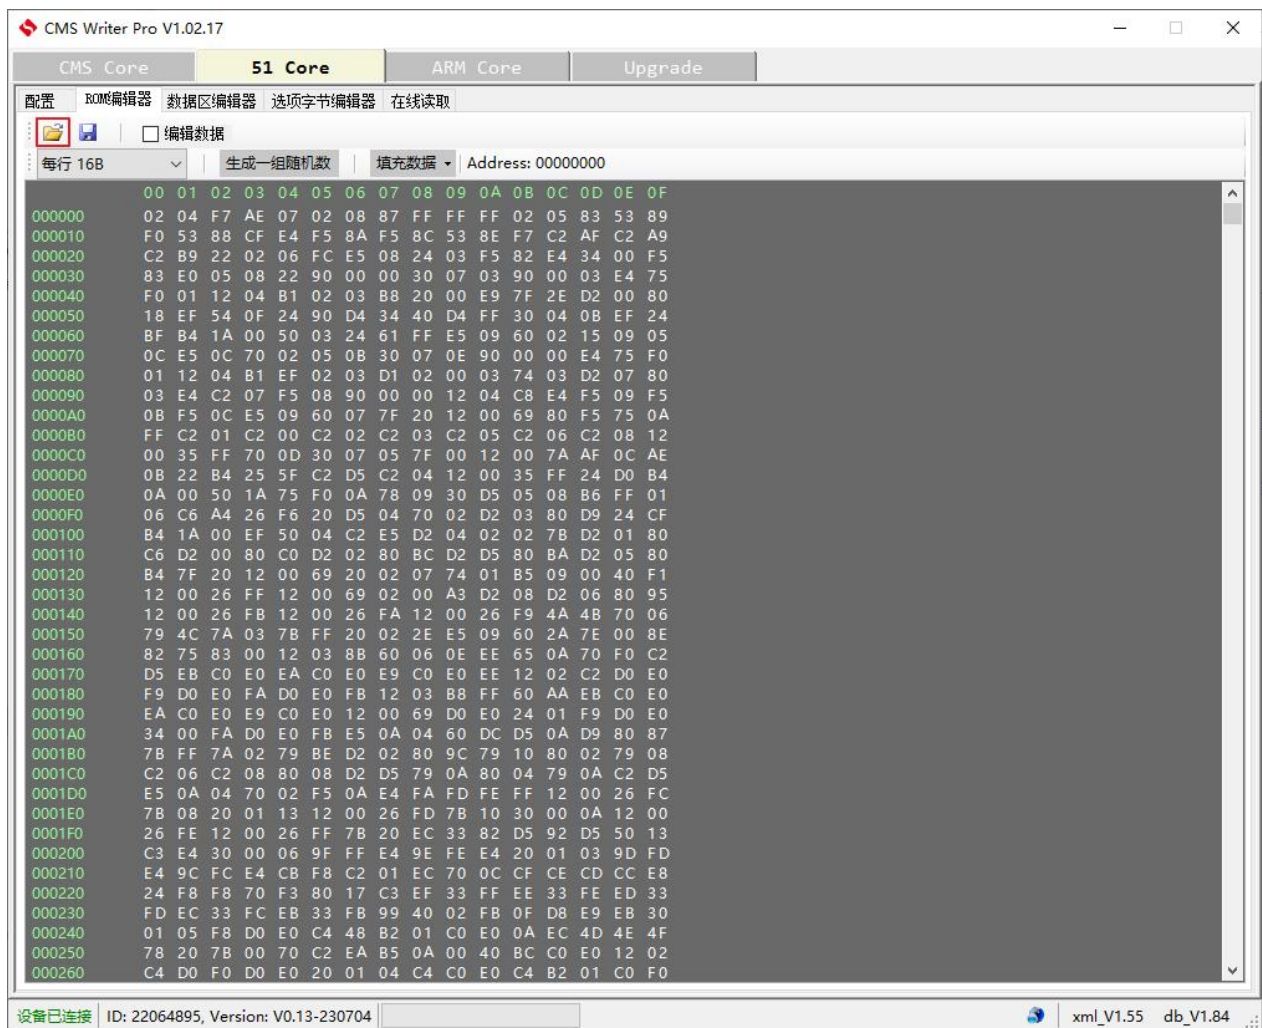 CMS Writer Pro V1.02.17
CMS Core 51 Core ARM Core Upgrade
配置 ROM编辑器 数据区编辑器 选项字节编辑器 在线读取
编辑数据
每行 16B 生成一组随机数 填充数据 Address: 00000000
00 01 02 03 04 05 06 07 08 09 0A 0B 0C 0D 0E 0F
000000 02 04 F7 AE 07 02 08 87 FF FF FF 02 05 83 53 89
000010 F0 53 88 CF E4 F5 8A F5 8C 53 8E F7 C2 AF C2 A9
000020 C2 B9 22 02 06 FC E5 08 24 03 F5 82 E4 34 00 F5
000030 83 E0 05 08 22 90 00 00 30 07 03 90 00 03 E4 75
000040 F0 01 12 04 B1 02 03 B8 20 00 E9 7F 2E D2 00 80
000050 18 EF 54 0F 24 90 D4 34 40 D4 FF 30 04 0B EF 24
000060 BF B4 1A 00 50 03 24 61 FF E5 09 60 02 15 09 05
000070 0C E5 0C 70 02 05 0B 30 07 0E 90 00 00 E4 75 F0
000080 01 12 04 B1 EF 02 03 D1 02 00 03 74 03 D2 07 80
000090 03 E4 C2 07 F5 08 90 00 00 12 04 C8 E4 F5 09 F5
0000A0 0B F5 0C E5 09 60 07 7F 20 12 00 69 80 F5 75 0A
0000B0 FF C2 01 C2 00 C2 02 C2 03 C2 05 C2 06 C2 08 12
0000C0 00 35 FF 70 0D 30 07 05 7F 00 12 00 7A AF 0C AE
0000D0 0B 22 B4 25 5F C2 D5 C2 04 12 00 35 FF 24 D0 B4
0000E0 0A 00 50 1A 75 F0 0A 78 09 30 D5 05 08 B6 FF 01
0000F0 06 C6 A4 26 F6 20 D5 04 70 02 D2 03 80 D9 24 CF
000100 B4 1A 00 EF 50 04 C2 E5 D2 04 02 02 7B D2 01 80
000110 C6 D2 00 80 C0 D2 02 80 BC D2 D5 80 BA D2 05 80
000120 B4 7F 20 12 00 69 20 02 07 74 01 B5 09 00 40 F1
000130 12 00 26 FF 12 00 69 02 00 A3 D2 08 D2 06 80 95
000140 12 00 26 FB 12 00 26 FA 12 00 26 F9 4A 4B 70 06
000150 79 4C 7A 03 7B FF 20 02 2E E5 09 60 2A 7E 00 8E
000160 82 75 83 00 12 03 8B 60 06 0E EE 65 0A 70 F0 C2
000170 D5 EB C0 E0 EA C0 E0 E9 C0 E0 EE 12 02 C2 D0 E0
000180 F9 D0 E0 FA D0 E0 FB 12 03 B8 FF 60 AA EB C0 E0
000190 EA C0 E0 E9 C0 E0 12 00 69 D0 E0 24 01 F9 D0 E0
0001A0 34 00 FA D0 E0 FB E5 0A 04 60 DC D5 0A D9 80 87
0001B0 7B FF 7A 02 79 BE D2 02 80 9C 79 10 80 02 79 08
0001C0 C2 06 C2 08 80 08 D2 D5 79 0A 80 04 79 0A C2 D5
0001D0 E5 0A 04 70 02 F5 0A E4 FA FD FE FF 12 00 26 FC
0001E0 7B 08 20 01 13 12 00 26 FD 7B 10 30 00 0A 12 00
0001F0 26 FE 12 00 26 FF 7B 20 EC 33 82 D5 92 D5 50 13
000200 C3 E4 30 00 06 9F FF E4 9E FE E4 20 01 03 9D FD
000210 E4 9C FC E4 CB F8 C2 01 EC 70 0C CF CE CD CC E8
000220 24 F8 F8 70 F3 80 17 C3 EF 33 FF EE 33 FE ED 33
000230 FD EC 33 FC EB 33 FB 99 40 02 FB 0F D8 E9 EB 30
000240 01 05 F8 D0 E0 C4 48 B2 01 C0 E0 0A EC 4D 4E 4F
000250 78 20 7B 00 70 C2 EA B5 0A 00 40 BC C0 E0 12 02
000260 C4 D0 F0 D0 E0 20 01 04 C4 C0 E0 C4 B2 01 C0 F0
设备已连接 ID: 22064895, Version: V0.13-230704 xml_V1.55 db_V1.84